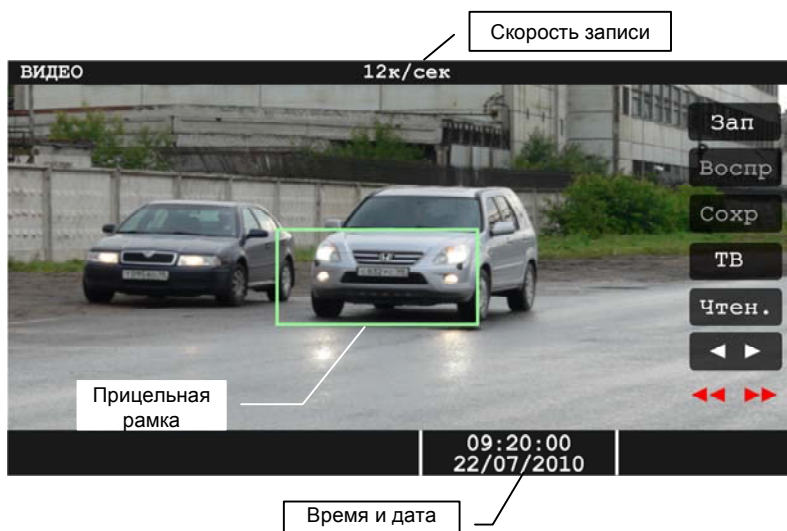 Скорость записи
ВИДЕО 12к/сек
Зап
Воспр
Сохр
ТВ
Чтен.
Прицельная
рамка
09:20:00
22/07/2010
Время и дата